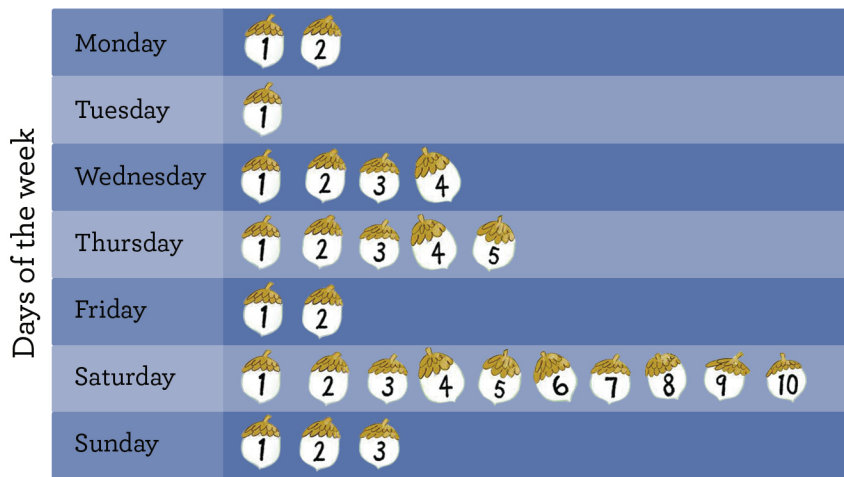 Days of the week
Monday 1 2
Tuesday 1
Wednesday 1 2 3 4
Thursday 1 2 3 4 5
Friday 1 2
Saturday 1 2 3 4 5 6 7 8 9 10
Sunday 1 2 3